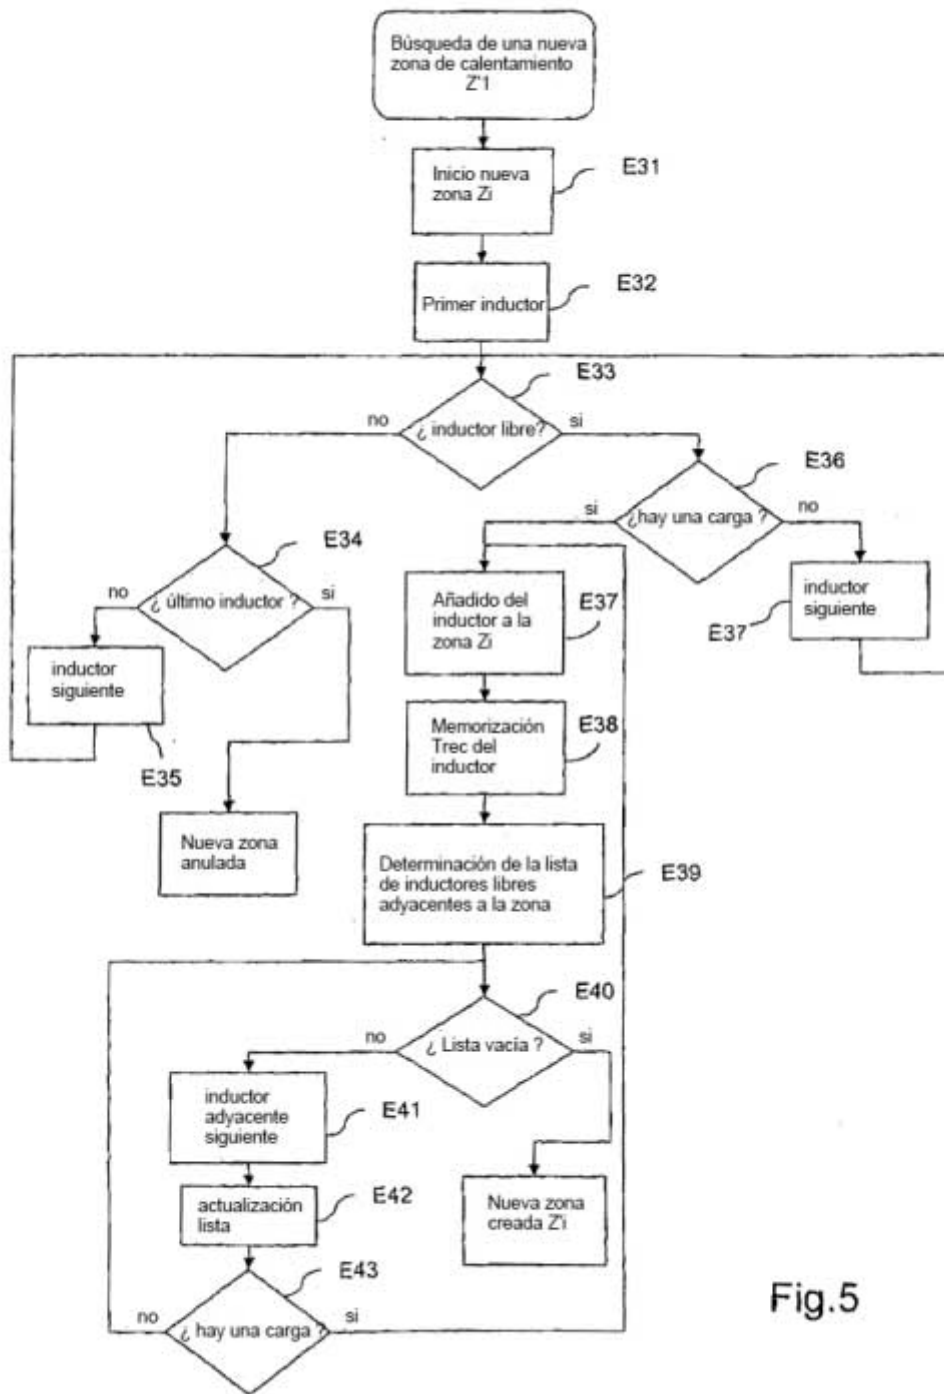 Búsqueda de una nueva
zona de calentamiento
Z'1
Inicio nueva
zona Zi
E31
Primer inductor
E32
¿ inductor libre?
E33
no
si
¿hay una carga ?
E36
si
no
¿ último inductor ?
E34
no
si
Añadido del
inductor a la
zona Zi
E37
inductor
siguiente
E37
inductor
siguiente
E35
Memorización
Trec del
inductor
E38
Nueva zona
anulada
Determinación de la lista
de inductores libres
adyacentes a la zona
E39
¿ Lista vacía ?
E40
no
si
inductor
adyacente
siguiente
E41
actualización
lista
E42
Nueva zona
creada Z'i
¿ hay una carga ?
E43
no
si
Fig.5